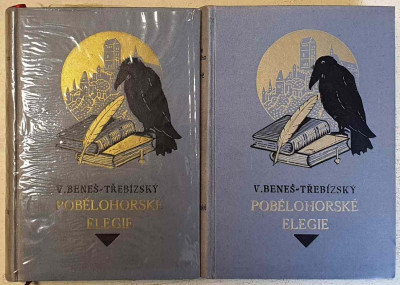 V. BENEŠ-TŘEBÍZSKÝ
POBĚLOHORSKÉ
ELEGIE
V. BENEŠ-TŘEBÍZSKÝ
POBĚLOHORSKÉ
ELEGIE